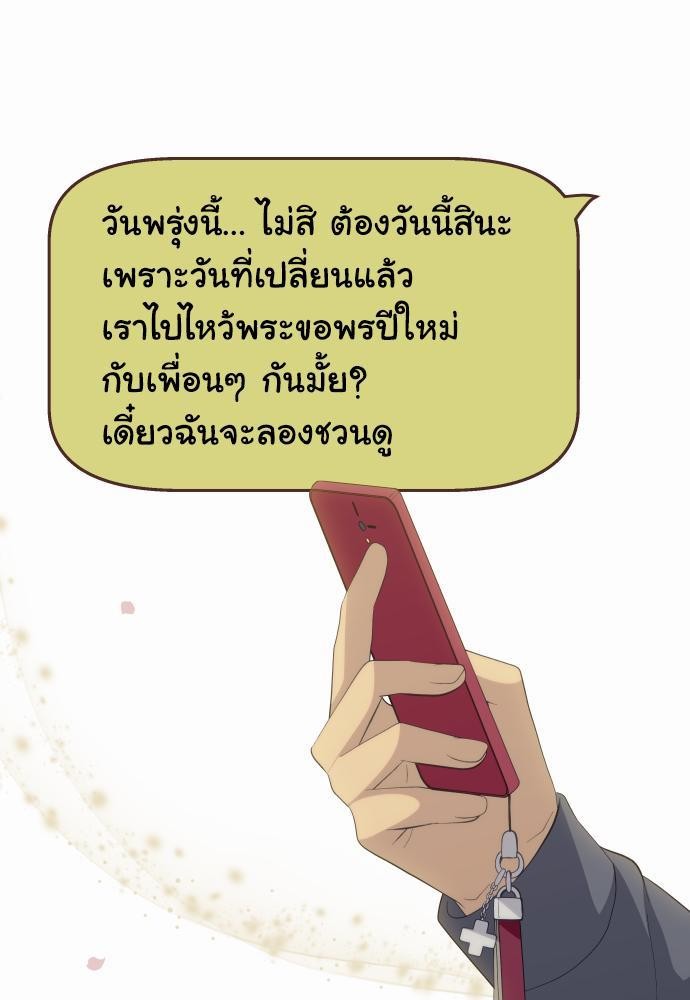 วันพรุ่งนี้... ไม่สิ ต้องวันนี้สินะ
เพราะวันที่เปลี่ยนแล้ว
เราไปไหว้พระขอพรปีใหม่
กับเพื่อนๆ กันมั้ย?
เดี๋ยวฉันจะลองชวนดู